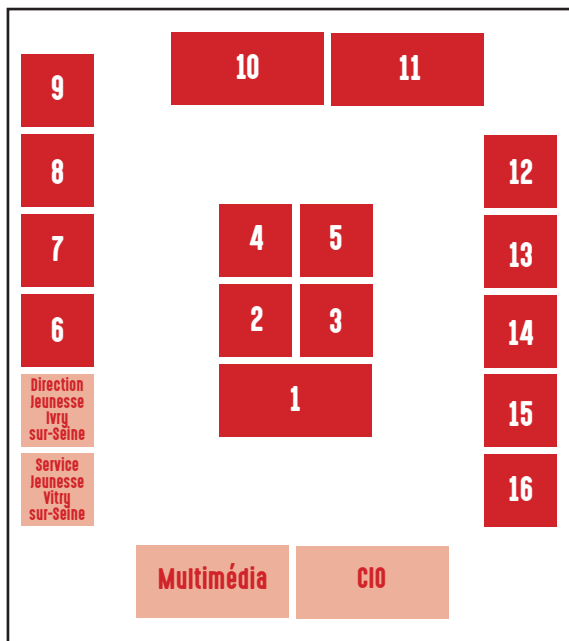 10
11
9
8
12
4
5
7
13
2
3
6
14
1
Direction
Jeunesse
Ivry
sur-Seine
15
Service
Jeunesse
Vitry
sur-Seine
16
Multimédia
CIO